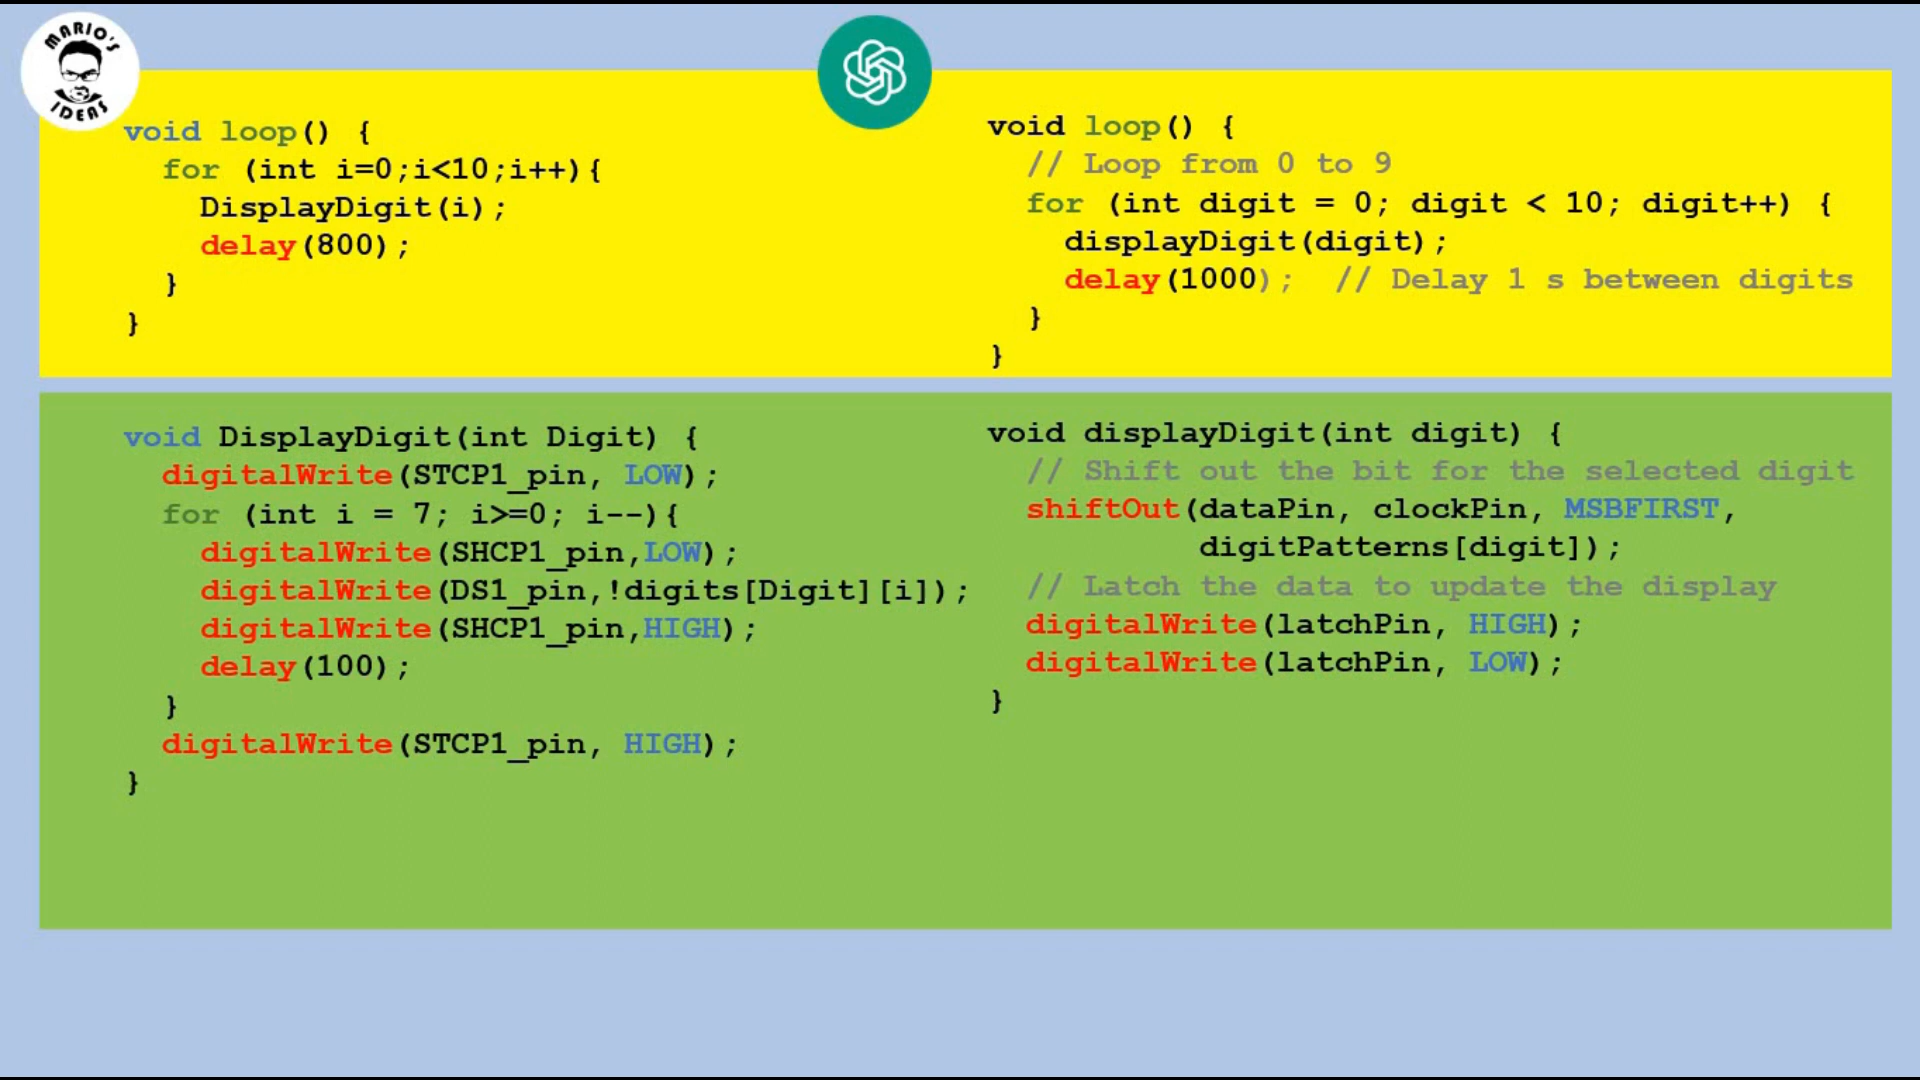 MARIO'S
IDEAS
void loop() {
  for (int i=0;i<10;i++){
    DisplayDigit(i);
    delay(800);
  }
}
void loop() {
  // Loop from 0 to 9
  for (int digit = 0; digit < 10; digit++) {
    displayDigit(digit);
    delay(1000);  // Delay 1 s between digits
  }
}
void DisplayDigit(int Digit) {
  digitalWrite(STCP1_pin, LOW);
  for (int i = 7; i>=0; i--){
    digitalWrite(SHCP1_pin,LOW);
    digitalWrite(DS1_pin,!digits[Digit][i]);
    digitalWrite(SHCP1_pin,HIGH);
    delay(100);
  }
  digitalWrite(STCP1_pin, HIGH);
}
void displayDigit(int digit) {
  // Shift out the bit for the selected digit
  shiftOut(dataPin, clockPin, MSBFIRST,
           digitPatterns[digit]);
  // Latch the data to update the display
  digitalWrite(latchPin, HIGH);
  digitalWrite(latchPin, LOW);
}